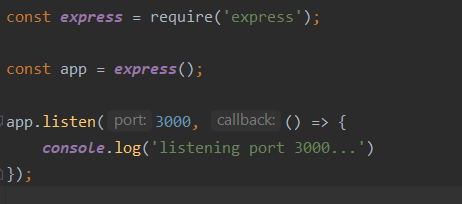 const express = require('express');
const app = express();
app.listen( port: 3000, callback: () => {
console.log('listening port 3000...')
});